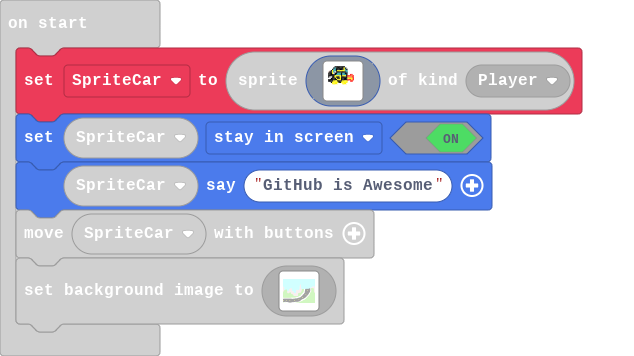 on start
set SpriteCar to sprite of kind Player
set SpriteCar stay in screen ON
SpriteCar say "GitHub is Awesome"
move SpriteCar with buttons
set background image to